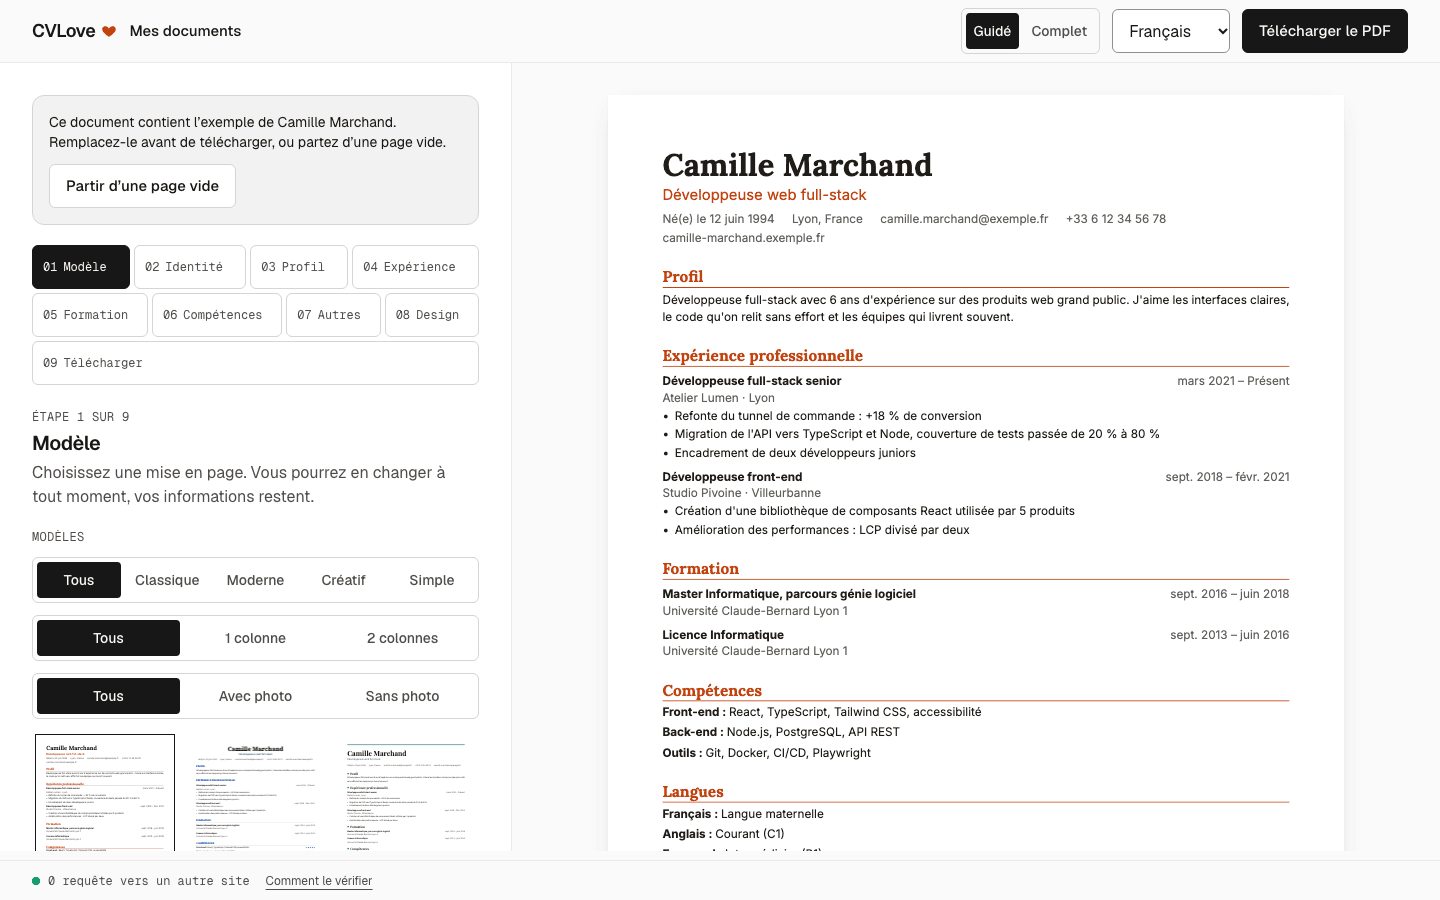 CVLove
Mes documents
Guidé
Complet
Français
Télécharger le PDF
Ce document contient l’exemple de Camille Marchand.
Remplacez-le avant de télécharger, ou partez d’une page vide.
Partir d’une page vide
01 Modèle
02 Identité
03 Profil
04 Expérience
05 Formation
06 Compétences
07 Autres
08 Design
09 Télécharger
ÉTAPE 1 SUR 9
Modèle
Choisissez une mise en page. Vous pourrez en changer à
tout moment, vos informations restent.
MODÈLES
Tous
Classique
Moderne
Créatif
Simple
Tous
1 colonne
2 colonnes
Tous
Avec photo
Sans photo
Camille Marchand
Camille Marchand
Camille Marchand
Camille Marchand
Développeuse web full-stack
Né(e) le 12 juin 1994 Lyon, France camille.marchand@exemple.fr +33 6 12 34 56 78
camille-marchand.exemple.fr
Profil
Développeuse full-stack avec 6 ans d'expérience sur des produits web grand public. J'aime les interfaces claires,
le code qu'on relit sans effort et les équipes qui livrent souvent.
Expérience professionnelle
Développeuse full-stack senior mars 2021 – Présent
Atelier Lumen · Lyon
• Refonte du tunnel de commande : +18 % de conversion
• Migration de l'API vers TypeScript et Node, couverture de tests passée de 20 % à 80 %
• Encadrement de deux développeurs juniors
Développeuse front-end sept. 2018 – févr. 2021
Studio Pivoine · Villeurbanne
• Création d'une bibliothèque de composants React utilisée par 5 produits
• Amélioration des performances : LCP divisé par deux
Formation
Master Informatique, parcours génie logiciel sept. 2016 – juin 2018
Université Claude-Bernard Lyon 1
Licence Informatique sept. 2013 – juin 2016
Université Claude-Bernard Lyon 1
Compétences
Front-end : React, TypeScript, Tailwind CSS, accessibilité
Back-end : Node.js, PostgreSQL, API REST
Outils : Git, Docker, CI/CD, Playwright
Langues
Français : Langue maternelle
Anglais : Courant (C1)
0 requête vers un autre site
Comment le vérifier